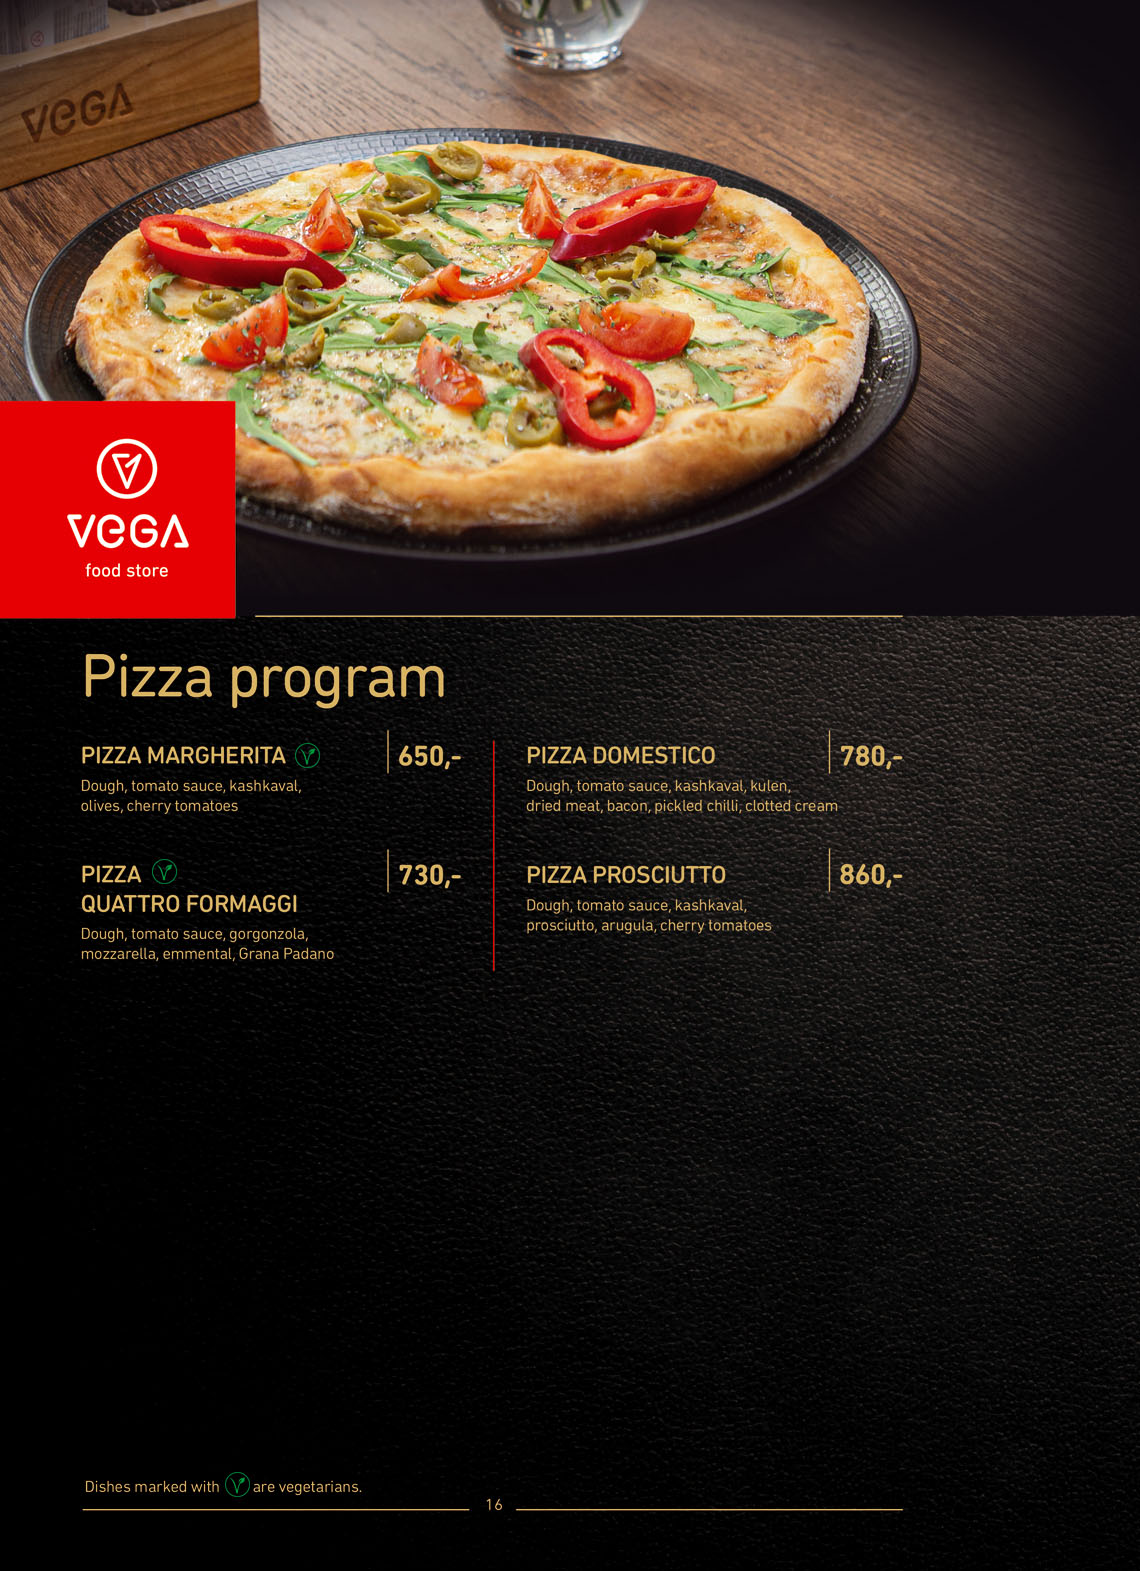 VEGA
VEGA
food store
Pizza program
PIZZA MARGHERITA
650,-
Dough, tomato sauce, kashkaval,
olives, cherry tomatoes
PIZZA
QUATTRO FORMAGGI
730,-
Dough, tomato sauce, gorgonzola,
mozzarella, emmental, Grana Padano
PIZZA DOMESTICO
780,-
Dough, tomato sauce, kashkaval, kulen,
dried meat, bacon, pickled chilli, clotted cream
PIZZA PROSCIUTTO
860,-
Dough, tomato sauce, kashkaval,
prosciutto, arugula, cherry tomatoes
Dishes marked with V are vegetarians.
16